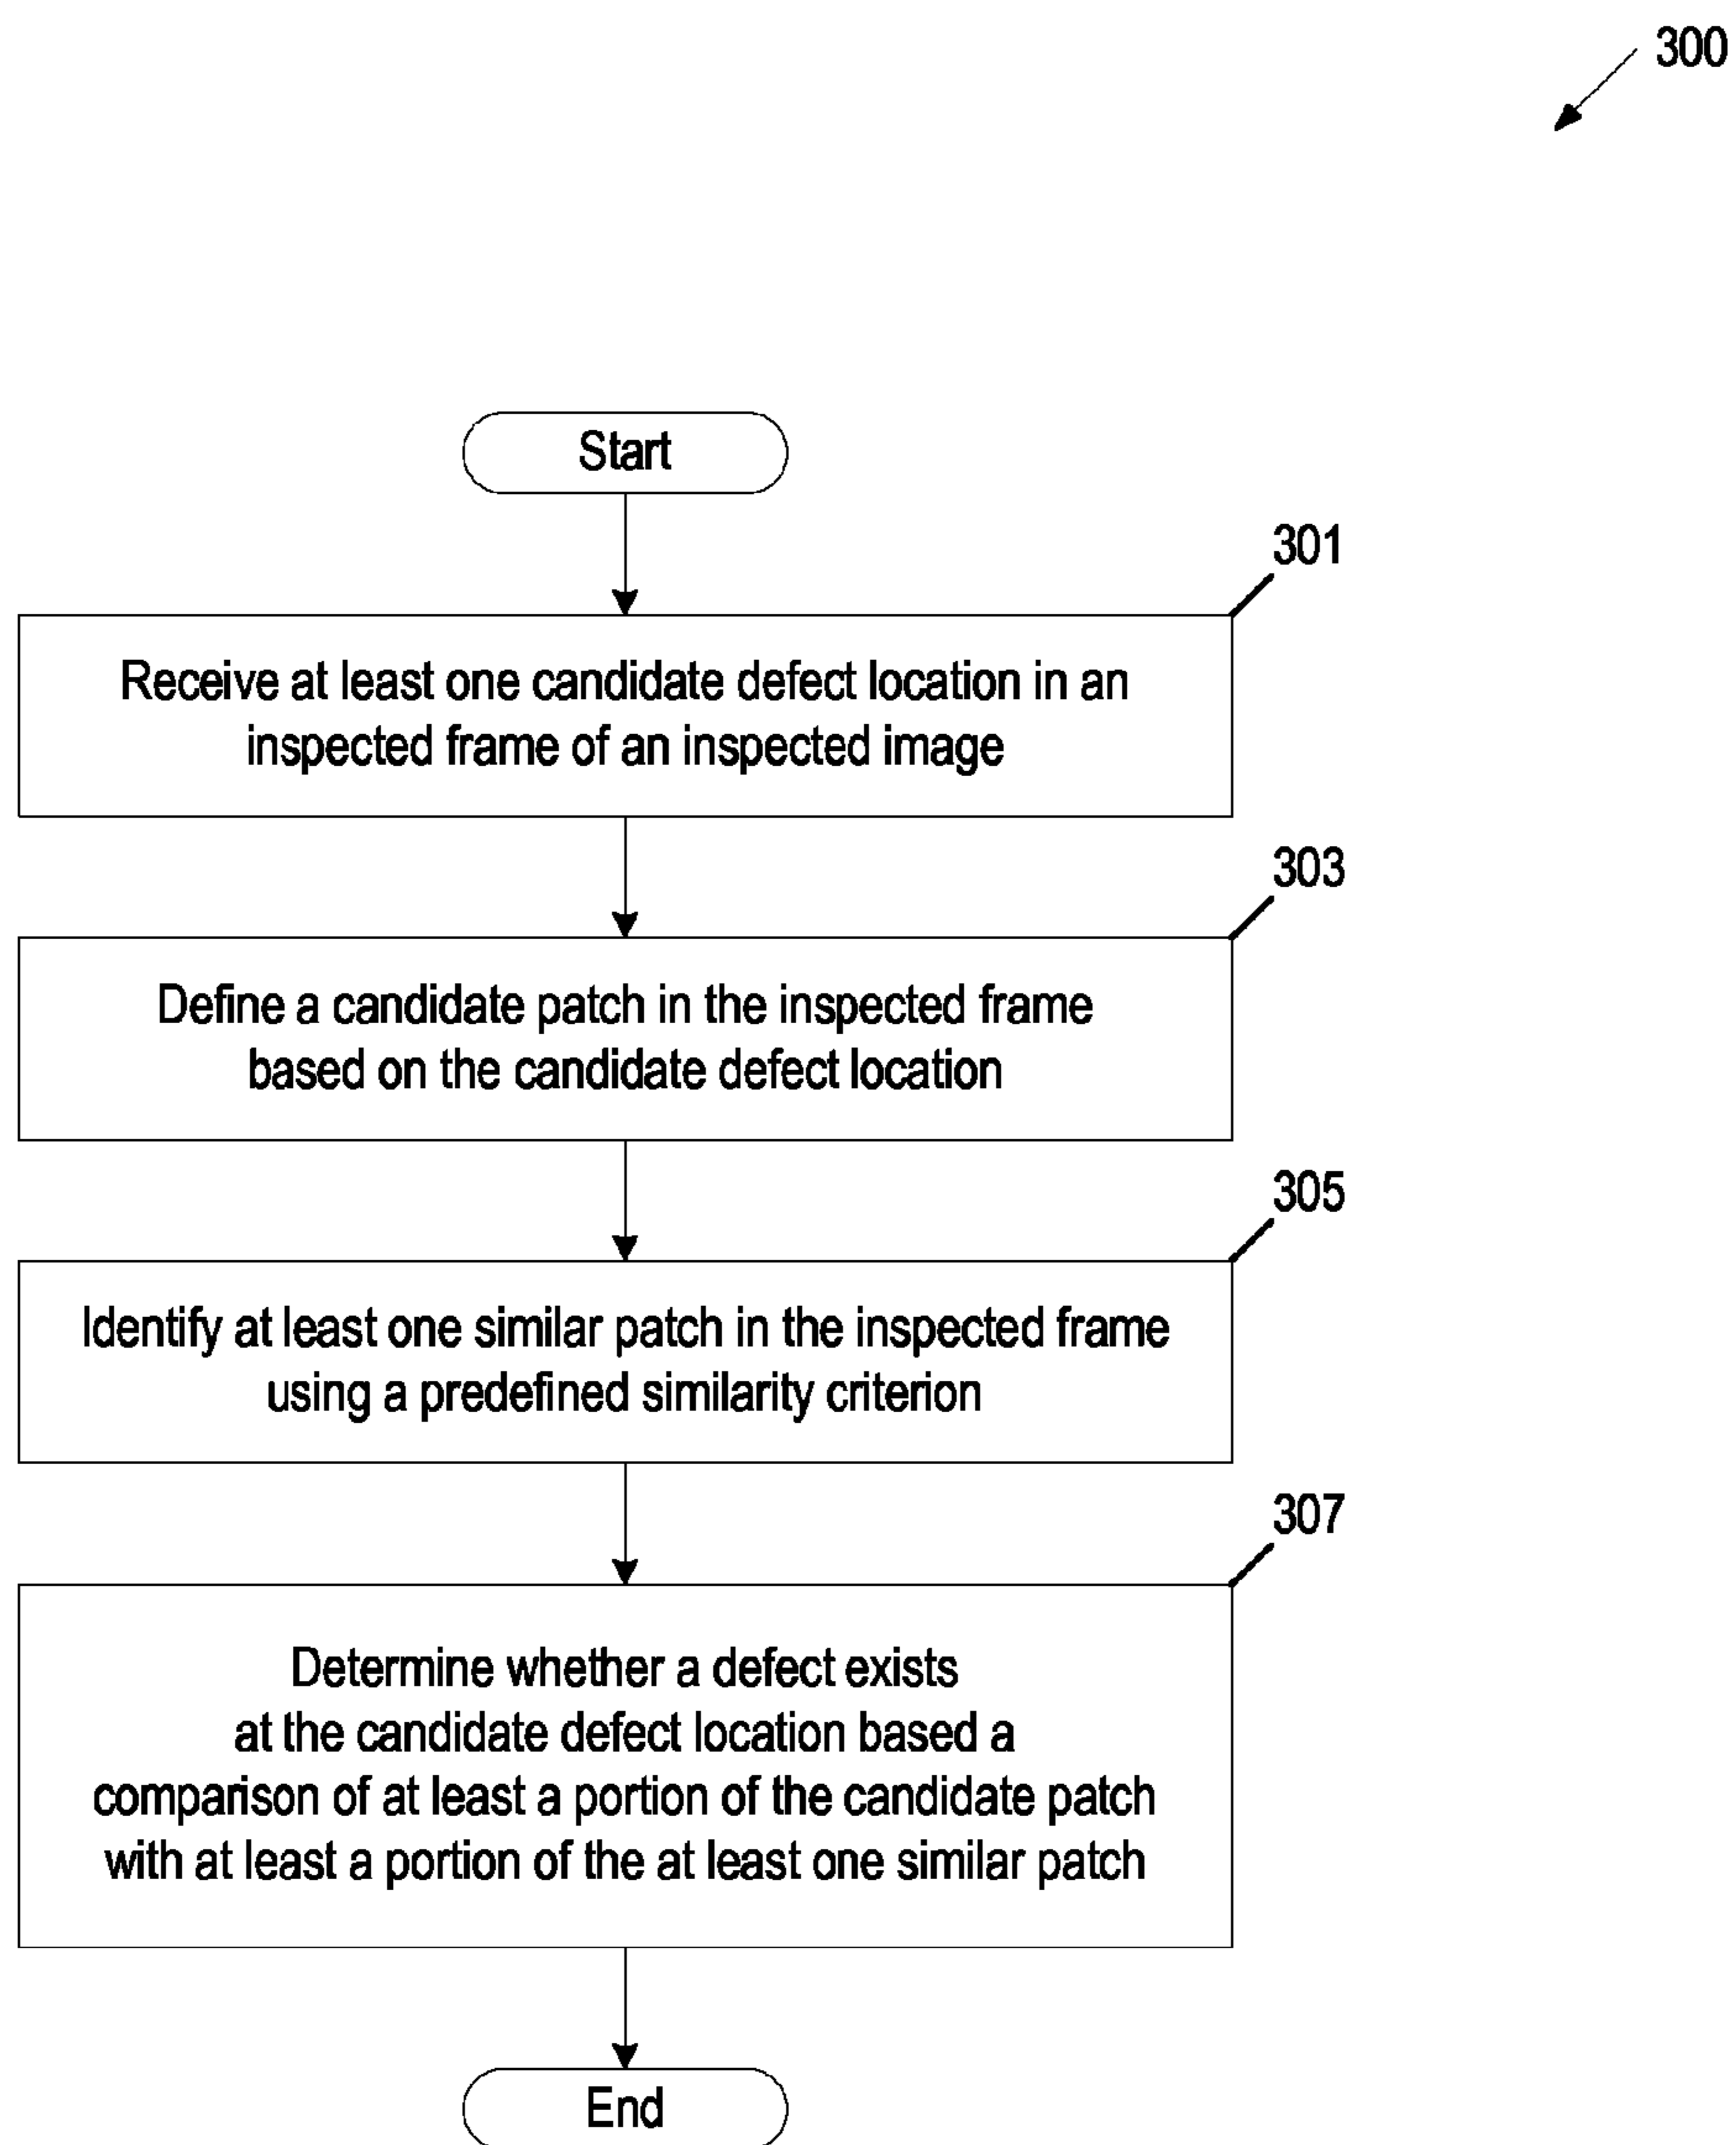 300
Start
301
Receive at least one candidate defect location in an
inspected frame of an inspected image
303
Define a candidate patch in the inspected frame
based on the candidate defect location
305
Identify at least one similar patch in the inspected frame
using a predefined similarity criterion
307
Determine whether a defect exists
at the candidate defect location based a
comparison of at least a portion of the candidate patch
with at least a portion of the at least one similar patch
End